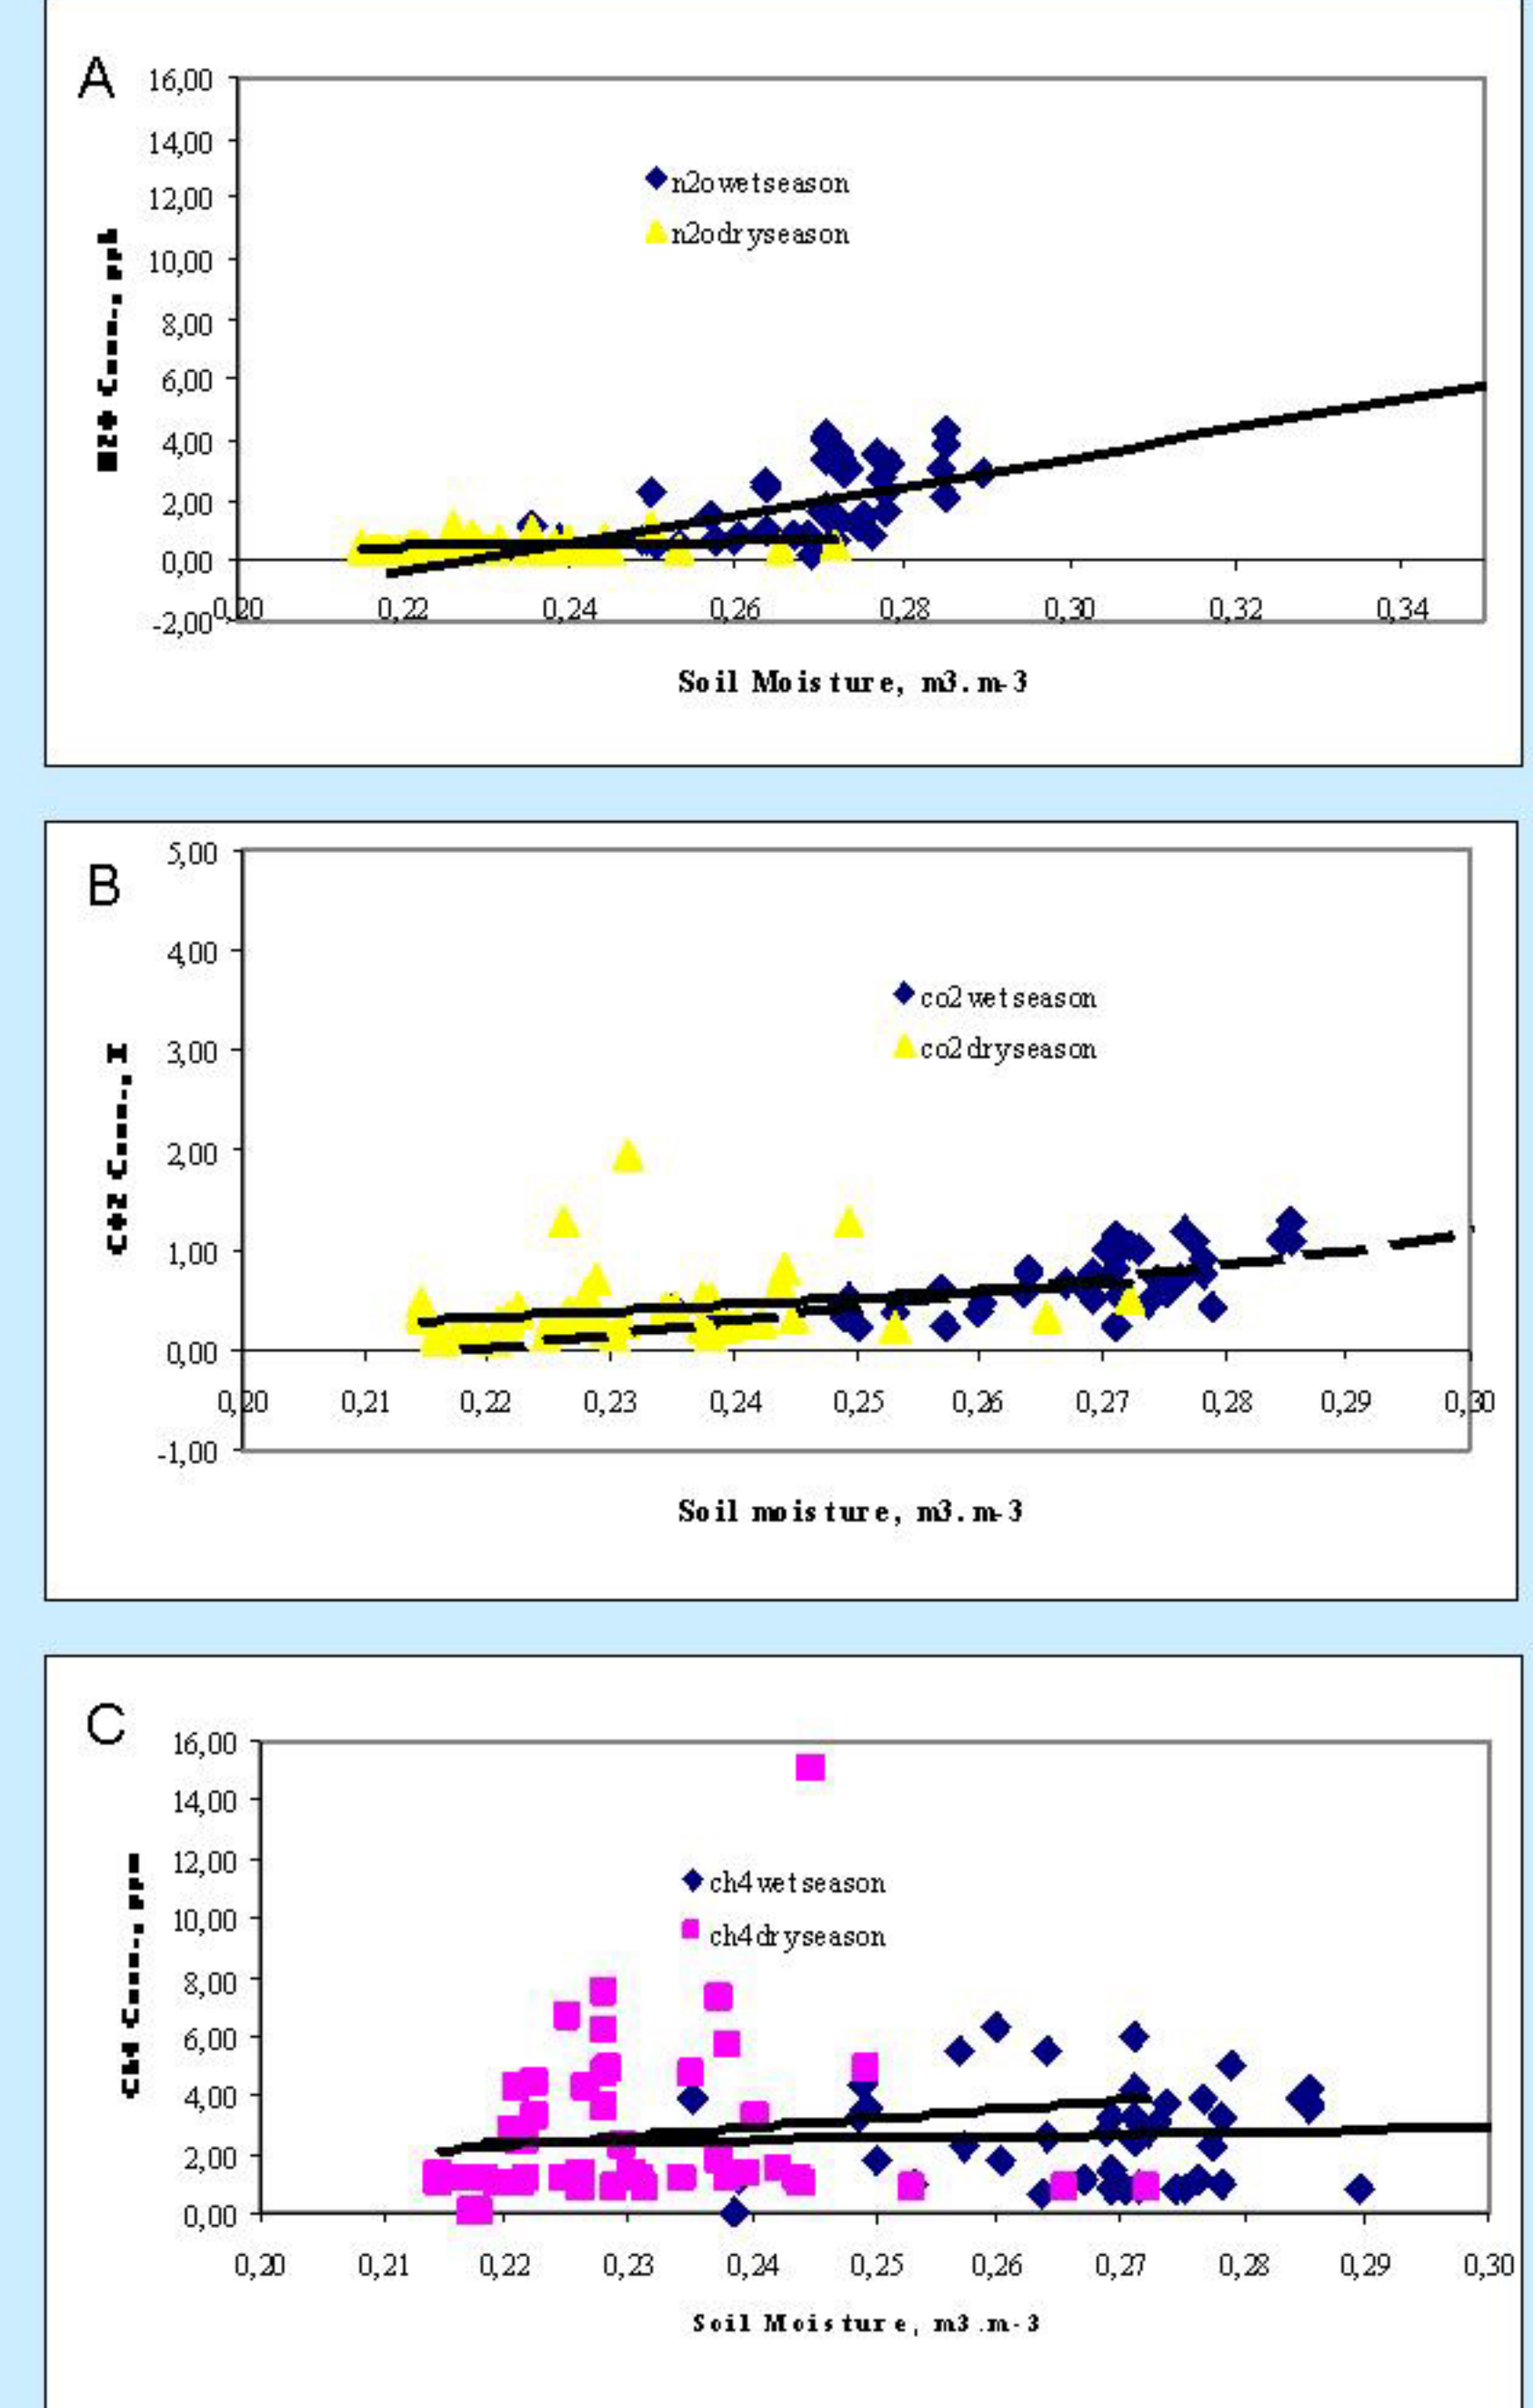 A
16,00
14,00
12,00
10,00
8,00
6,00
4,00
2,00
0,00
-2,00
n2owetseason
n2odryseason
0,20 0,22 0,24 0,26 0,28 0,30 0,32 0,34
Soil Moisture, m3.m-3
B
5,00
4,00
3,00
2,00
1,00
0,00
-1,00
co2wetseason
co2dryseason
0,20 0,21 0,22 0,23 0,24 0,25 0,26 0,27 0,28 0,29 0,30
Soil moisture, m3.m-3
C
16,00
14,00
12,00
10,00
8,00
6,00
4,00
2,00
0,00
ch4wetseason
ch4dryseason
0,20 0,21 0,22 0,23 0,24 0,25 0,26 0,27 0,28 0,29 0,30
Soil Moisture, m3.m-3